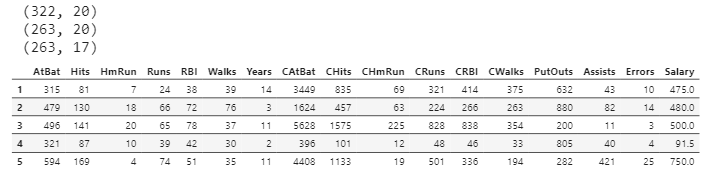 (322, 20)
(263, 20)
(263, 17)
AtBat Hits HmRun Runs RBI Walks Years CAtBat CHits CHmRun CRuns CRBI CWalks PutOuts Assists Errors Salary
1 315 81 7 24 38 39 14 3449 835 69 321 414 375 632 43 10 475.0
2 479 130 18 66 72 76 3 1624 457 63 224 266 263 880 82 14 480.0
3 496 141 20 65 78 37 11 5628 1575 225 828 838 354 200 11 3 500.0
4 321 87 10 39 42 30 2 396 101 12 48 46 33 805 40 4 91.5
5 594 169 4 74 51 35 11 4408 1133 19 501 336 194 282 421 25 750.0